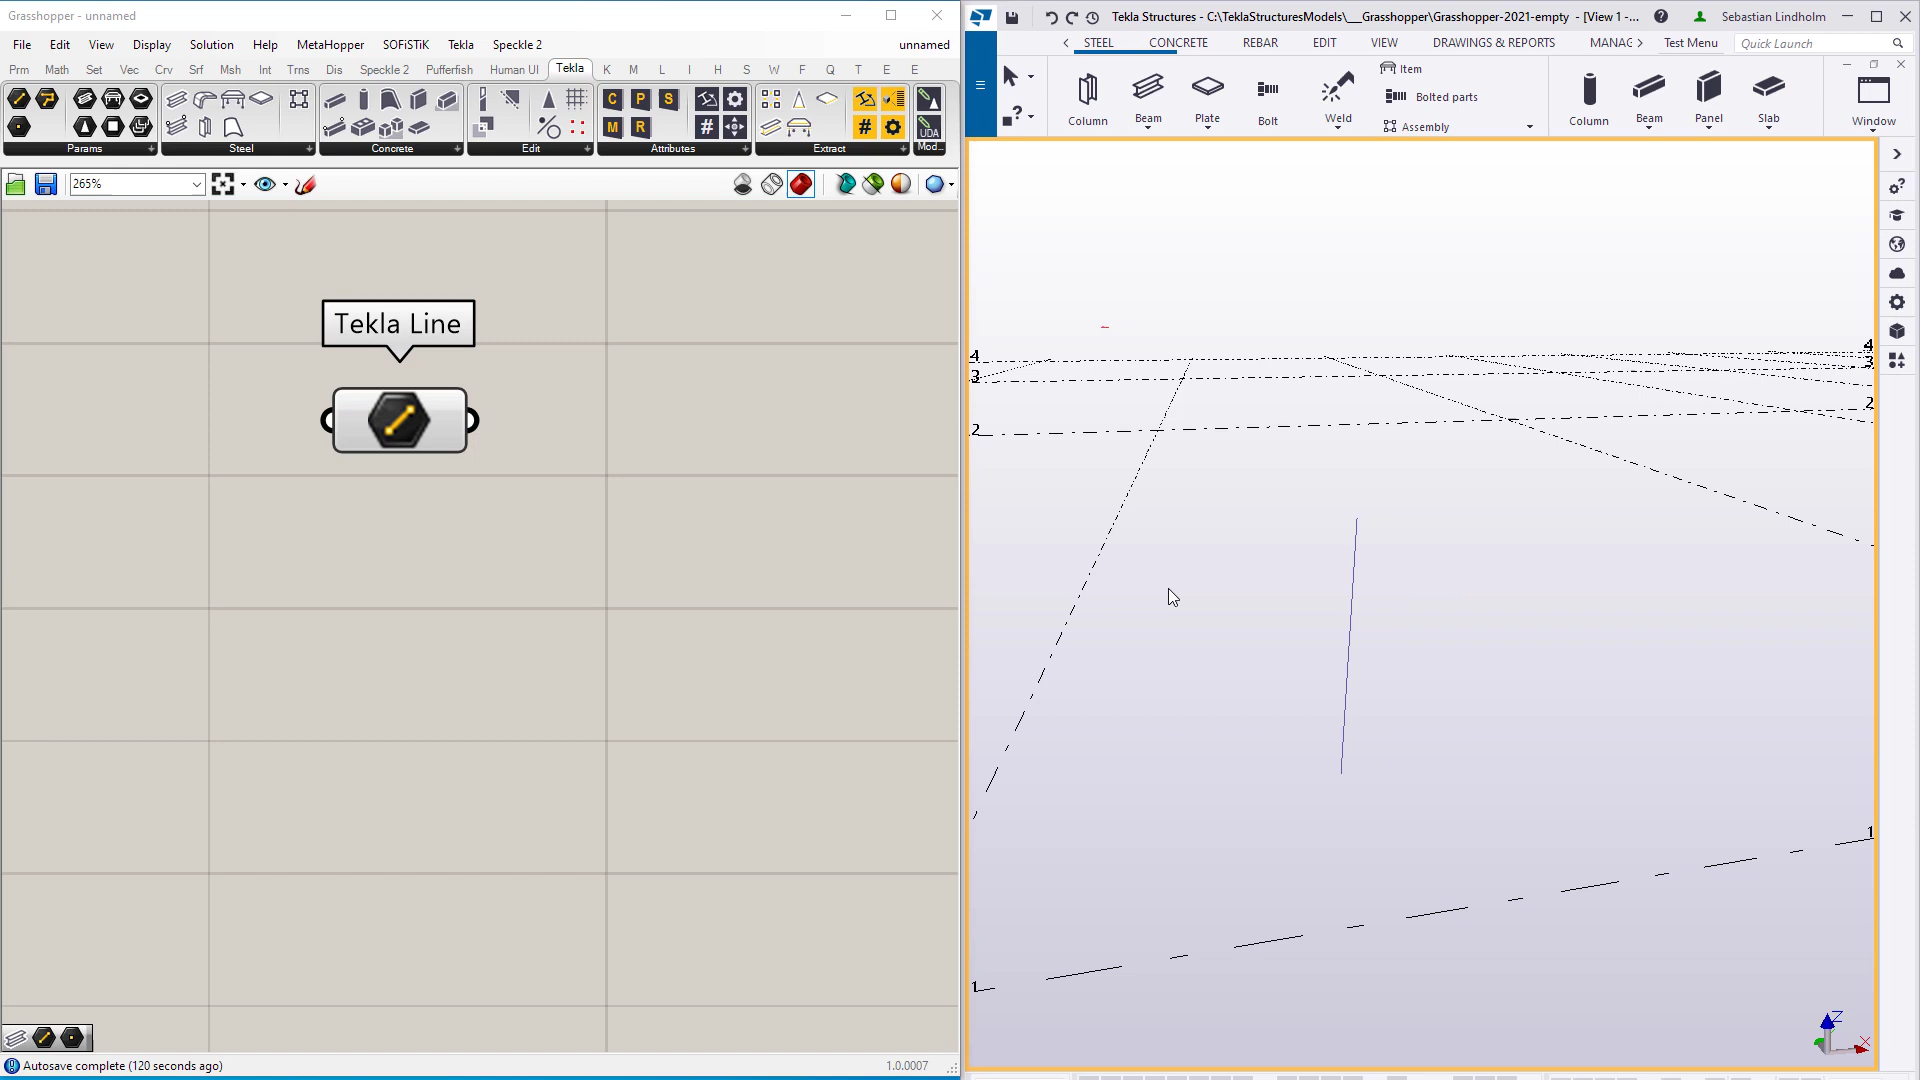 Grasshopper - unnamed
File Edit View Display Solution Help MetaHopper SOFiSTiK Tekla Speckle 2 unnamed
Prm Math Set Vec Crv Srf Msh Int Trns Dis Speckle 2 Pufferfish Human UI Tekla K M L I H S W F Q T E E
C P S
M R # # UDA
Params Steel Concrete Edit Attributes Extract Mod...
265%
Tekla Line
Autosave complete (120 seconds ago) 1.0.0007
Tekla Structures - C:\TeklaStructuresModels\___Grasshopper\Grasshopper-2021-empty - [View 1 -... Sebastian Lindholm
STEEL CONCRETE REBAR EDIT VIEW DRAWINGS & REPORTS MANAG Test Menu Quick Launch
Item
Bolted parts
Column Beam Plate Bolt Weld Assembly Column Beam Panel Slab Window
4 4
3 3
2 2
1 1
Z
X